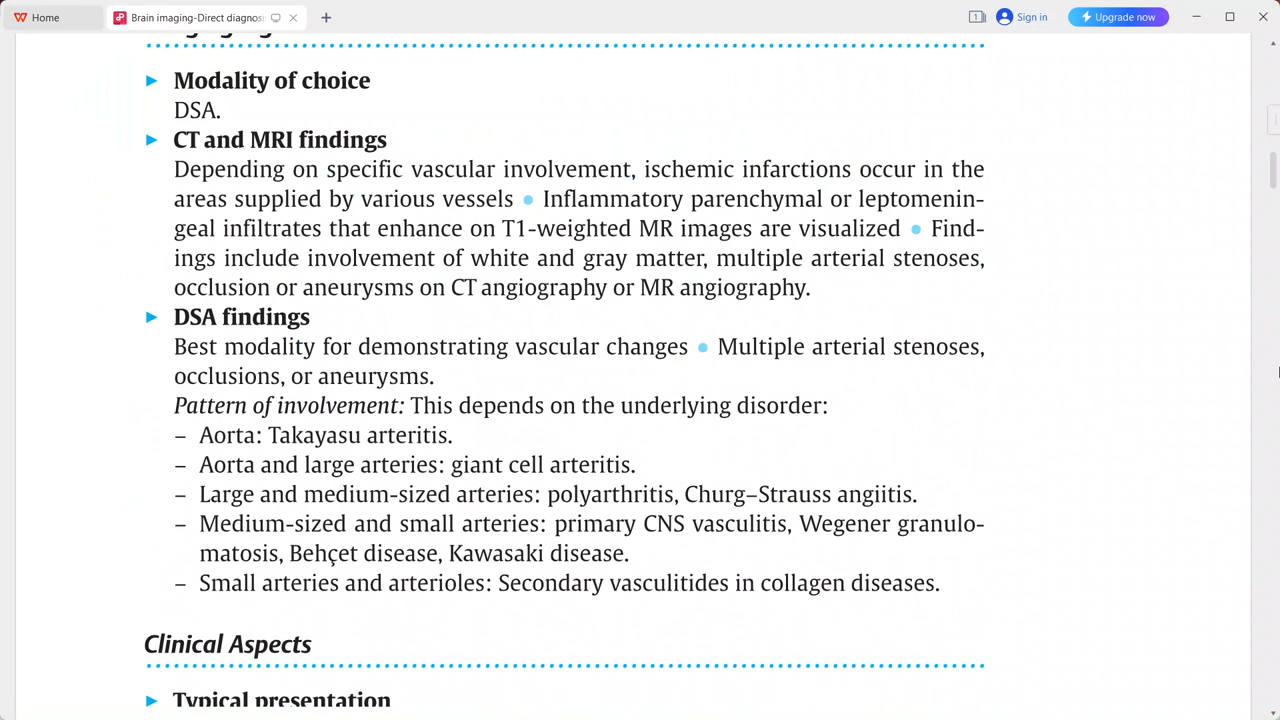 Home
Brain imaging-Direct diagnosi
1
Sign in
Upgrade now
Modality of choice
DSA.
CT and MRI findings
Depending on specific vascular involvement, ischemic infarctions occur in the
areas supplied by various vessels ● Inflammatory parenchymal or leptomenin-
geal infiltrates that enhance on T1-weighted MR images are visualized ● Find-
ings include involvement of white and gray matter, multiple arterial stenoses,
occlusion or aneurysms on CT angiography or MR angiography.
DSA findings
Best modality for demonstrating vascular changes ● Multiple arterial stenoses,
occlusions, or aneurysms.
Pattern of involvement: This depends on the underlying disorder:
– Aorta: Takayasu arteritis.
– Aorta and large arteries: giant cell arteritis.
– Large and medium-sized arteries: polyarthritis, Churg–Strauss angiitis.
– Medium-sized and small arteries: primary CNS vasculitis, Wegener granulo-
matosis, Behçet disease, Kawasaki disease.
– Small arteries and arterioles: Secondary vasculitides in collagen diseases.
Clinical Aspects
Typical presentation